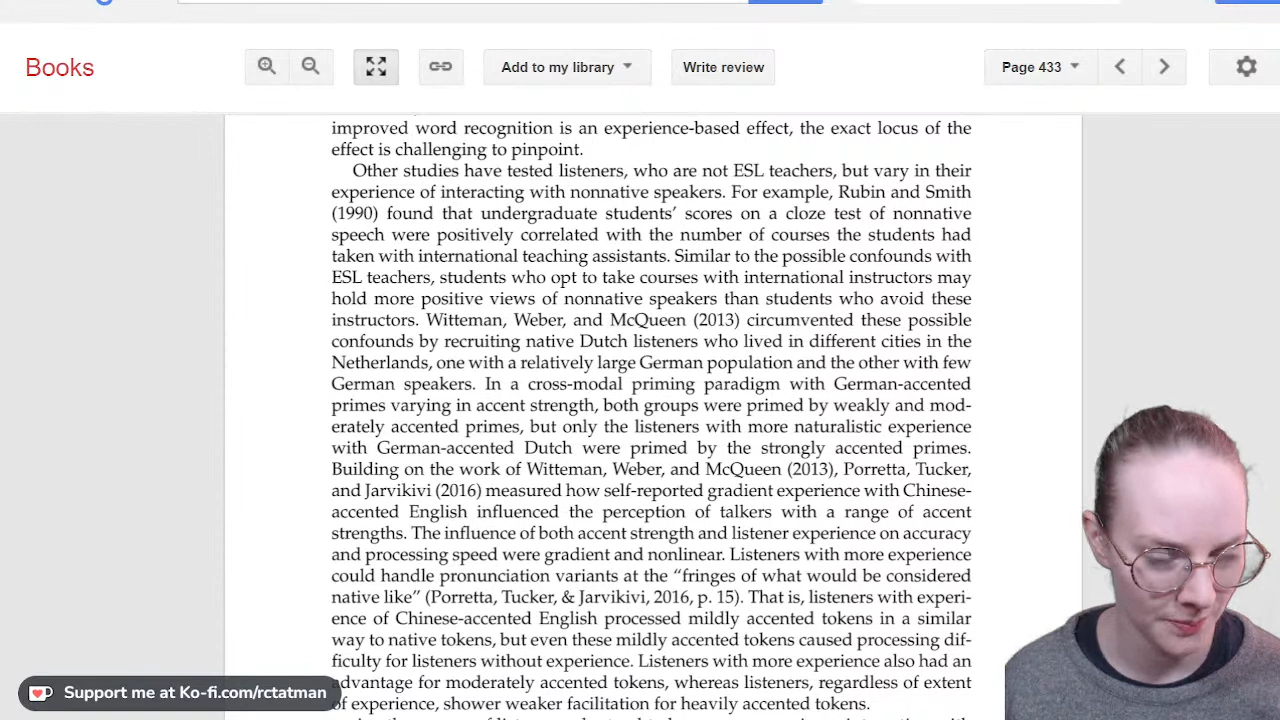 Books
Add to my library
Write review
Page 433
improved word recognition is an experience-based effect, the exact locus of the
effect is challenging to pinpoint.
Other studies have tested listeners, who are not ESL teachers, but vary in their
experience of interacting with nonnative speakers. For example, Rubin and Smith
(1990) found that undergraduate students’ scores on a cloze test of nonnative
speech were positively correlated with the number of courses the students had
taken with international teaching assistants. Similar to the possible confounds with
ESL teachers, students who opt to take courses with international instructors may
hold more positive views of nonnative speakers than students who avoid these
instructors. Witteman, Weber, and McQueen (2013) circumvented these possible
confounds by recruiting native Dutch listeners who lived in different cities in the
Netherlands, one with a relatively large German population and the other with few
German speakers. In a cross-modal priming paradigm with German-accented
primes varying in accent strength, both groups were primed by weakly and mod-
erately accented primes, but only the listeners with more naturalistic experience
with German-accented Dutch were primed by the strongly accented primes.
Building on the work of Witteman, Weber, and McQueen (2013), Porretta, Tucker,
and Jarvikivi (2016) measured how self-reported gradient experience with Chinese-
accented English influenced the perception of talkers with a range of accent
strengths. The influence of both accent strength and listener experience on accuracy
and processing speed were gradient and nonlinear. Listeners with more experience
could handle pronunciation variants at the “fringes of what would be considered
native like” (Porretta, Tucker, & Jarvikivi, 2016, p. 15). That is, listeners with experi-
ence of Chinese-accented English processed mildly accented tokens in a similar
way to native tokens, but even these mildly accented tokens caused processing dif-
ficulty for listeners without experience. Listeners with more experience also had an
advantage for moderately accented tokens, whereas listeners, regardless of extent
of experience, shower weaker facilitation for heavily accented tokens.
Support me at Ko-fi.com/rctatman